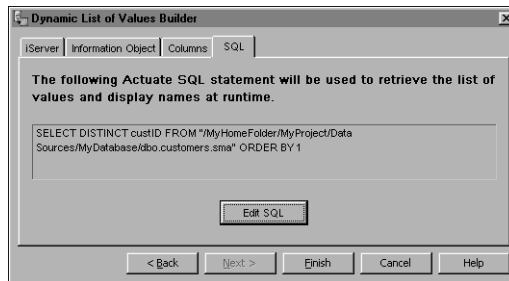 Dynamic List of Values Builder
iServer Information Object Columns SQL
The following Actuate SQL statement will be used to retrieve the list of
values and display names at runtime.
SELECT DISTINCT custID FROM "/MyHomeFolder/MyProject/Data
Sources/MyDatabase/dbo.customers.sma" ORDER BY 1
Edit SQL
< Back Next > Finish Cancel Help